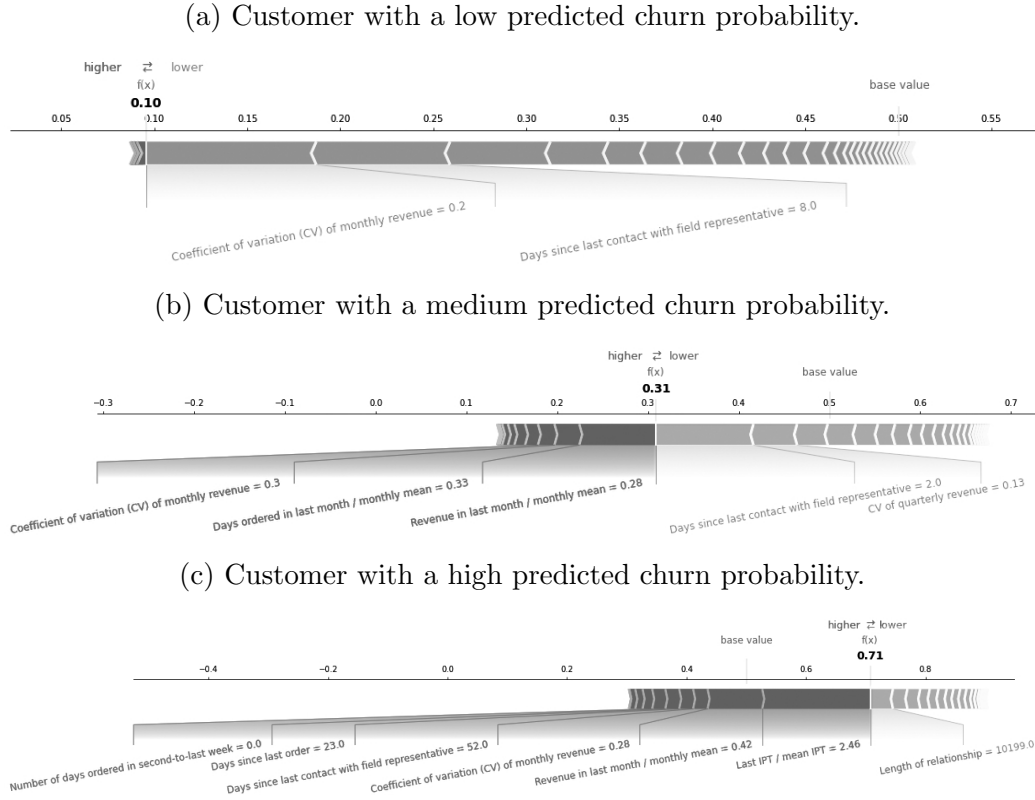 (a) Customer with a low predicted churn probability.
higher ⇄ lower
f(x)
base value
0.10
0.05 0.10 0.15 0.20 0.25 0.30 0.35 0.40 0.45 0.50 0.55
Coefficient of variation (CV) of monthly revenue = 0.2
Days since last contact with field representative = 8.0
(b) Customer with a medium predicted churn probability.
higher ⇄ lower
f(x)
base value
0.31
−0.3 −0.2 −0.1 0.0 0.1 0.2 0.3 0.4 0.5 0.6 0.7
Coefficient of variation (CV) of monthly revenue = 0.3
Days ordered in last month / monthly mean = 0.33
Revenue in last month / monthly mean = 0.28
Days since last contact with field representative = 2.0
CV of quarterly revenue = 0.13
(c) Customer with a high predicted churn probability.
higher ⇄ lower
base value
f(x)
0.71
−0.4 −0.2 0.0 0.2 0.4 0.6 0.8
Number of days ordered in second-to-last week = 0.0
Days since last order = 23.0
Days since last contact with field representative = 52.0
Coefficient of variation (CV) of monthly revenue = 0.28
Revenue in last month / monthly mean = 0.42
Last IPT / mean IPT = 2.46
Length of relationship = 10199.0